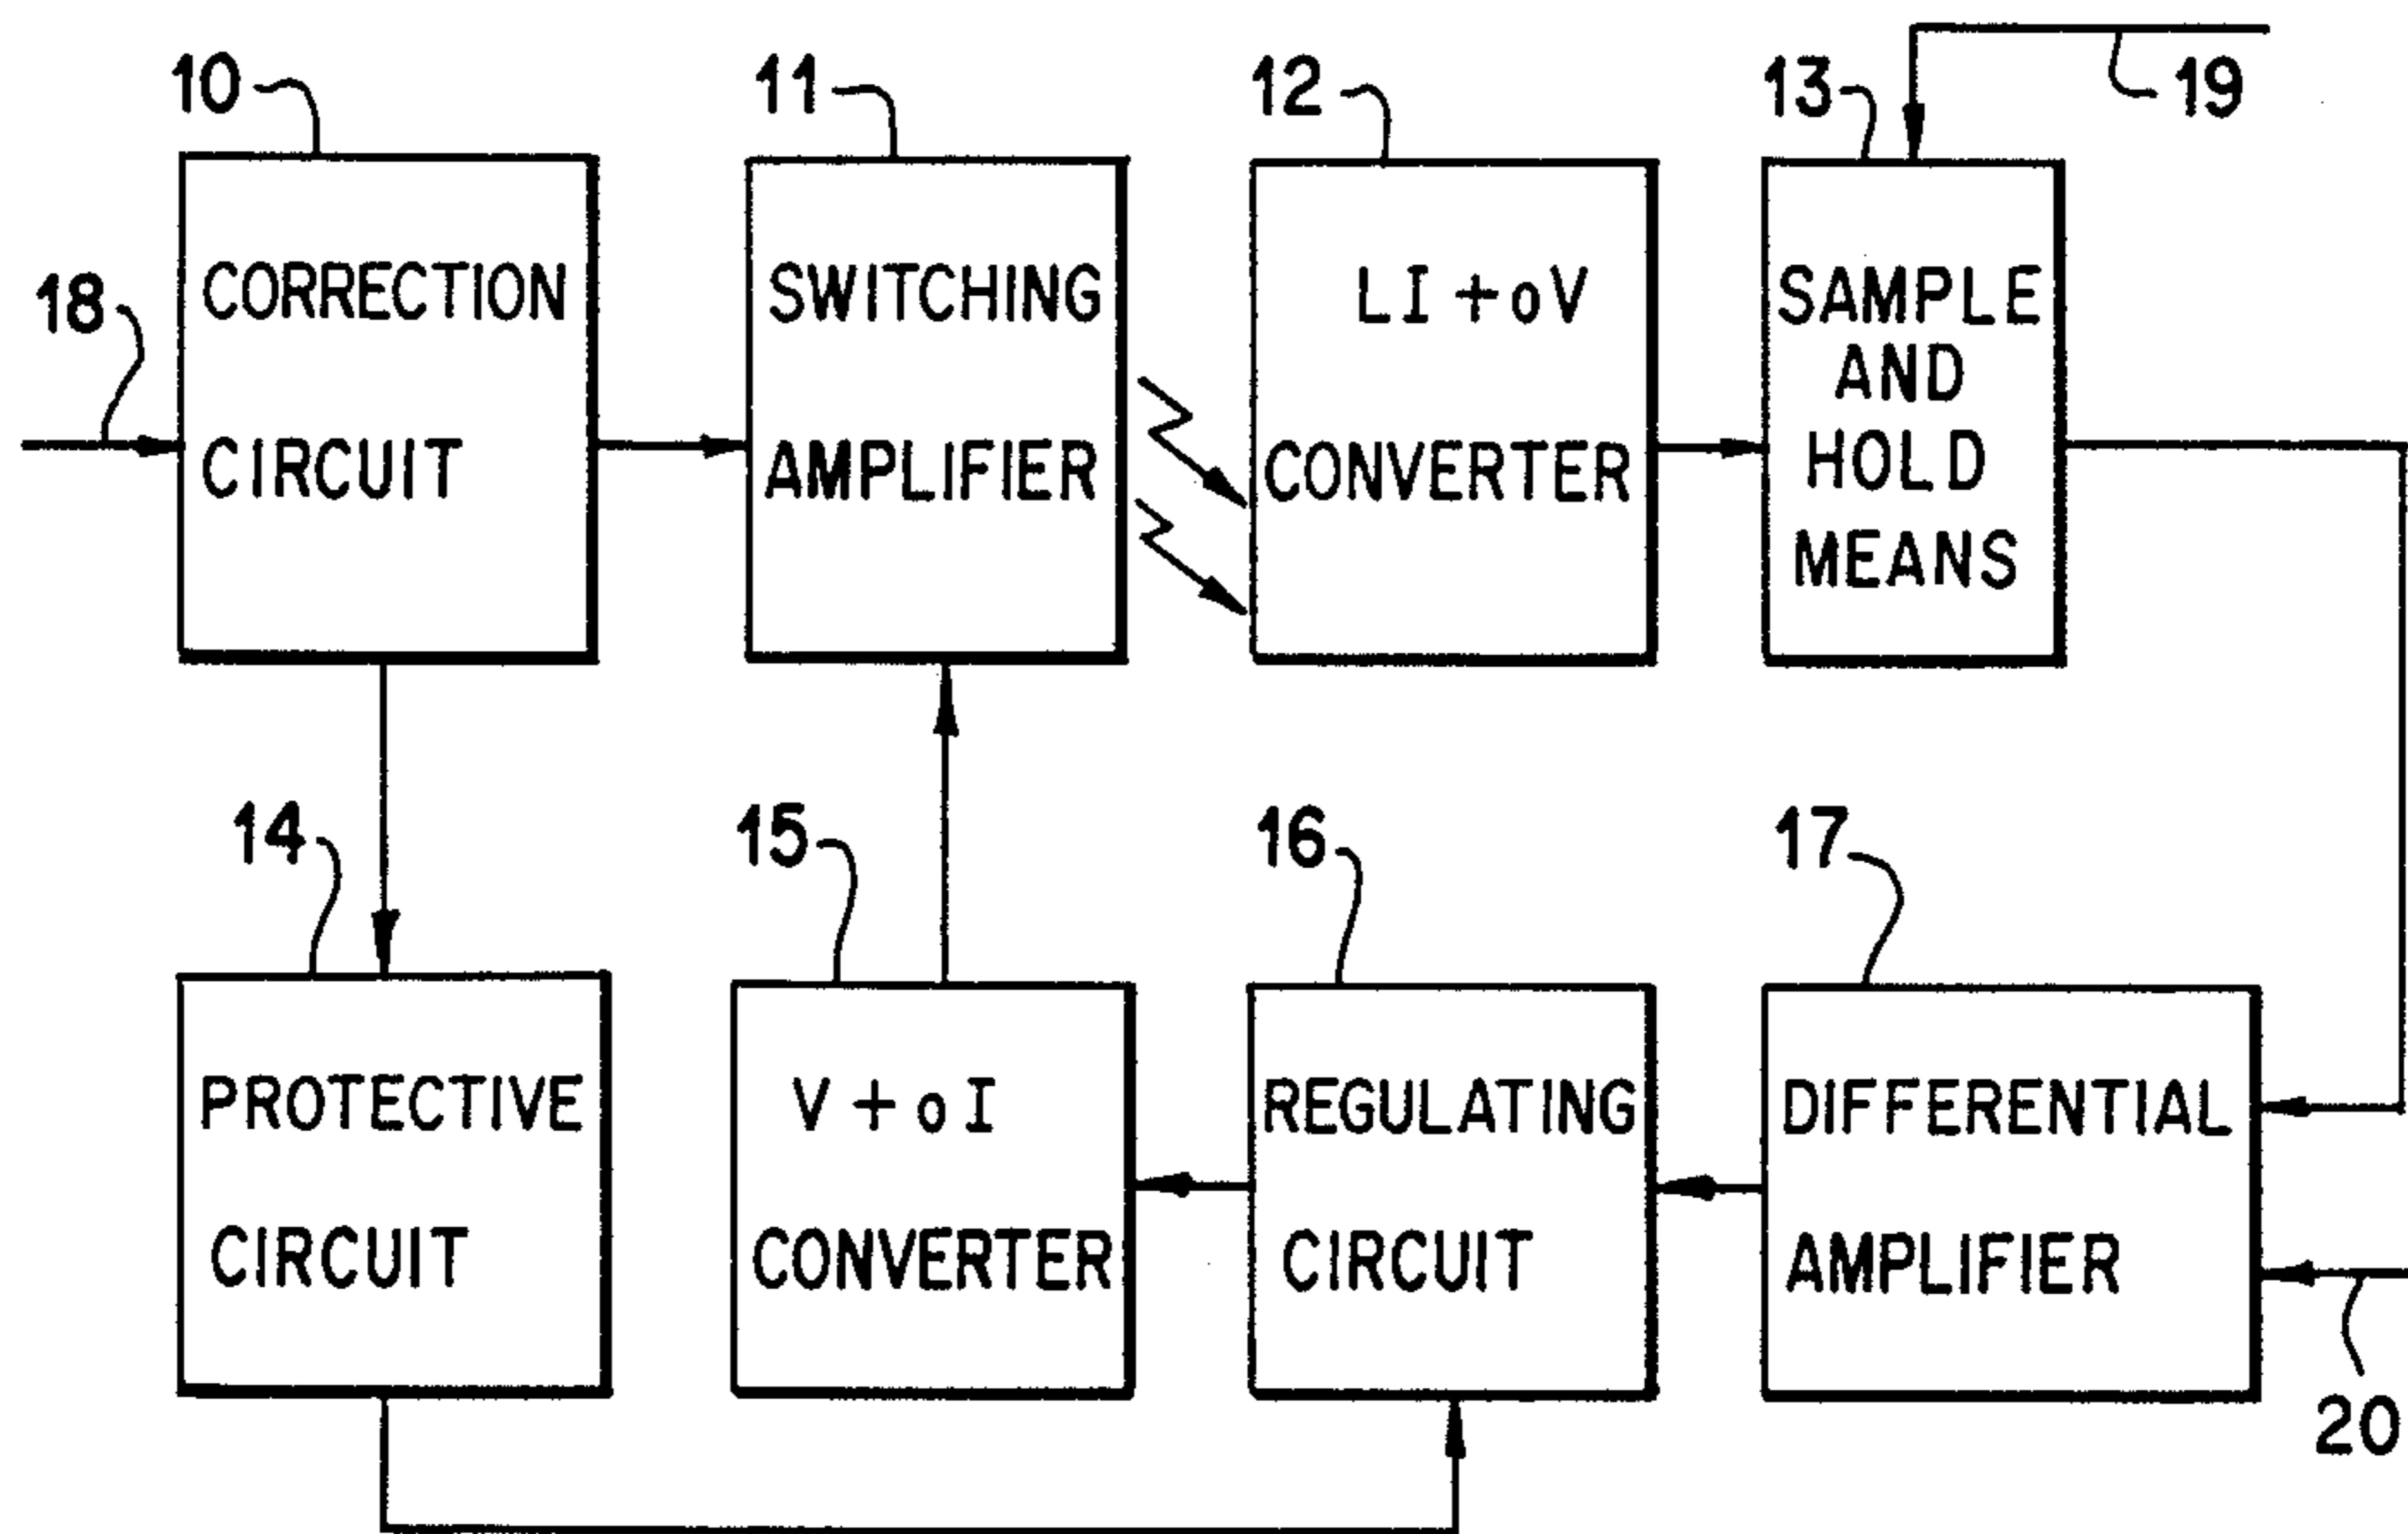 10
11
12
13
19
18
CORRECTION
CIRCUIT
SWITCHING
AMPLIFIER
LI +oV
CONVERTER
SAMPLE
AND
HOLD
MEANS
14
15
16
17
PROTECTIVE
CIRCUIT
V +o I
CONVERTER
REGULATING
CIRCUIT
DIFFERENTIAL
AMPLIFIER
20